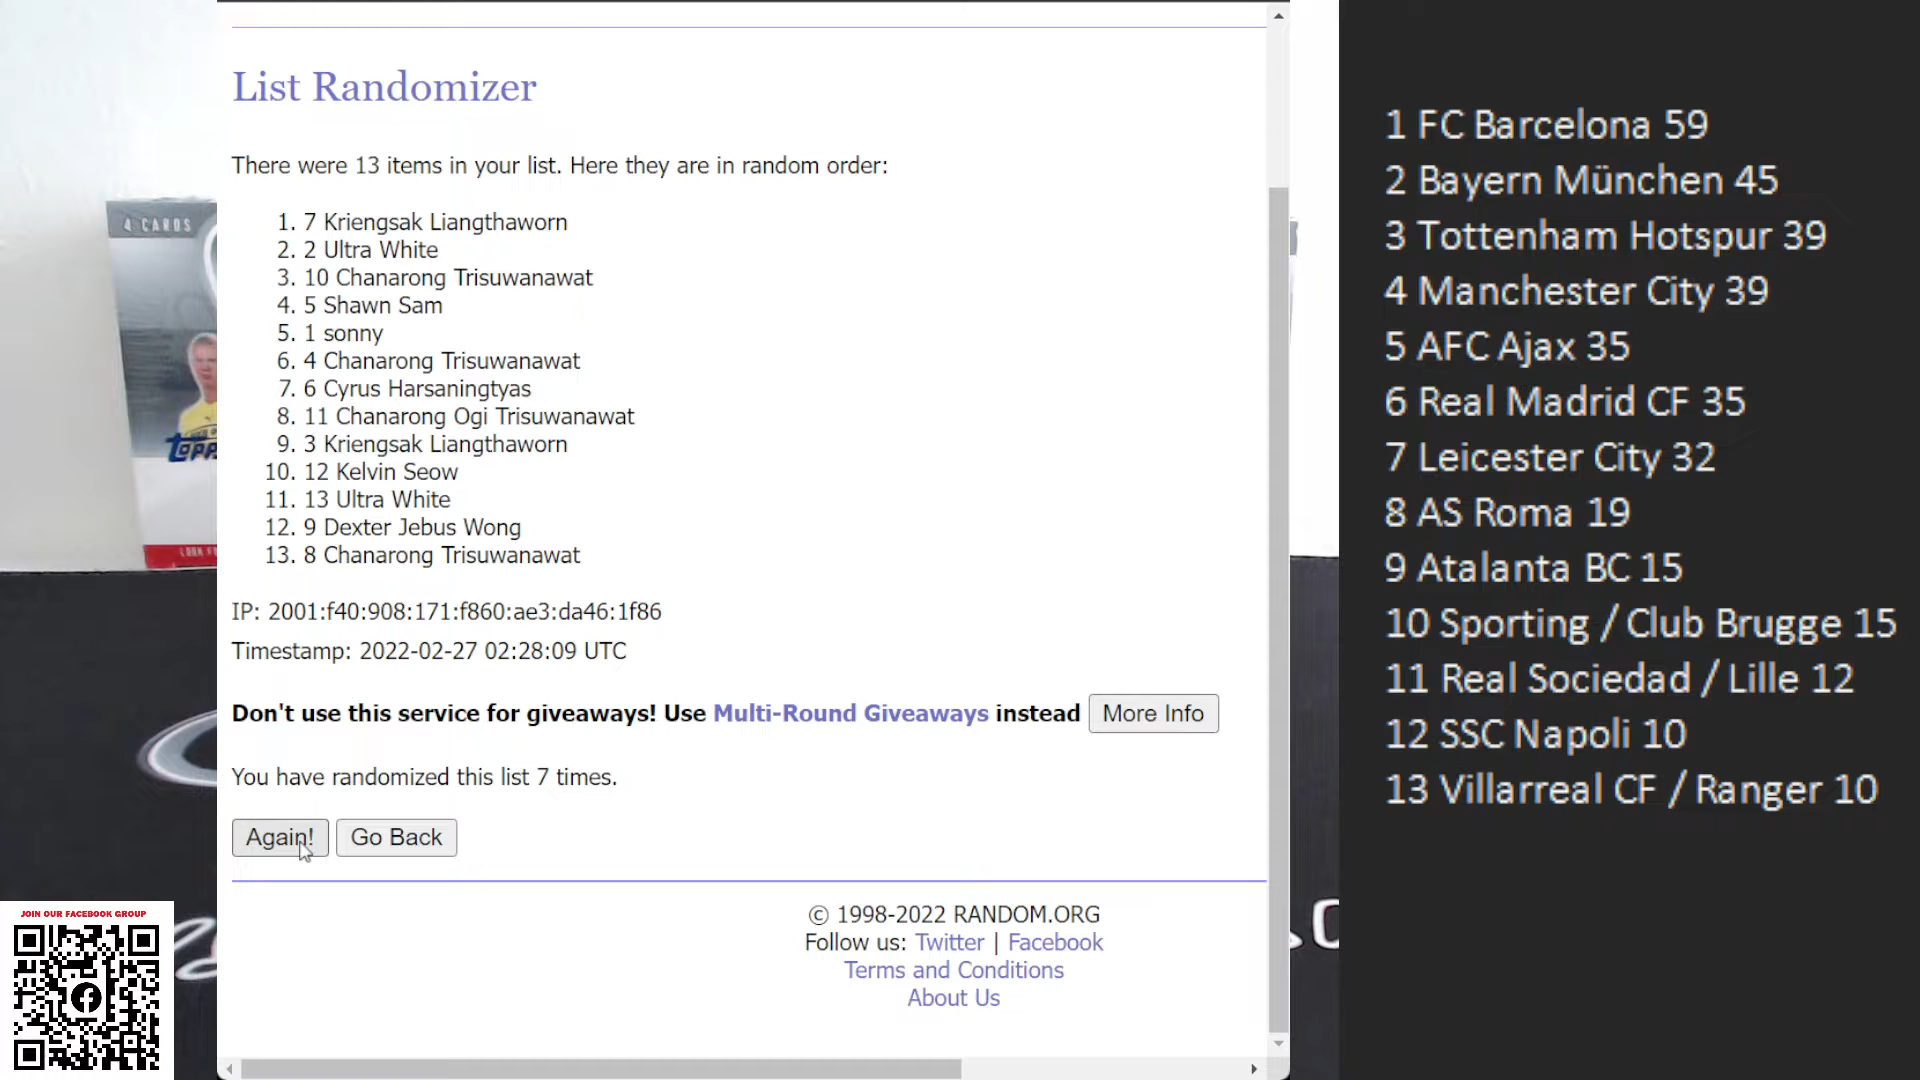 List Randomizer
There were 13 items in your list. Here they are in random order:
1. 7 Kriengsak Liangthaworn
2. 2 Ultra White
3. 10 Chanarong Trisuwanawat
4. 5 Shawn Sam
5. 1 sonny
6. 4 Chanarong Trisuwanawat
7. 6 Cyrus Harsaningtyas
8. 11 Chanarong Ogi Trisuwanawat
9. 3 Kriengsak Liangthaworn
10. 12 Kelvin Seow
11. 13 Ultra White
12. 9 Dexter Jebus Wong
13. 8 Chanarong Trisuwanawat
IP: 2001:f40:908:171:f860:ae3:da46:1f86
Timestamp: 2022-02-27 02:28:09 UTC
Don't use this service for giveaways! Use Multi-Round Giveaways instead More Info
You have randomized this list 7 times.
Again! Go Back
© 1998-2022 RANDOM.ORG
Follow us: Twitter | Facebook
Terms and Conditions
About Us
1 FC Barcelona 59
2 Bayern München 45
3 Tottenham Hotspur 39
4 Manchester City 39
5 AFC Ajax 35
6 Real Madrid CF 35
7 Leicester City 32
8 AS Roma 19
9 Atalanta BC 15
10 Sporting / Club Brugge 15
11 Real Sociedad / Lille 12
12 SSC Napoli 10
13 Villarreal CF / Ranger 10
4 CARDS
JOIN OUR FACEBOOK GROUP